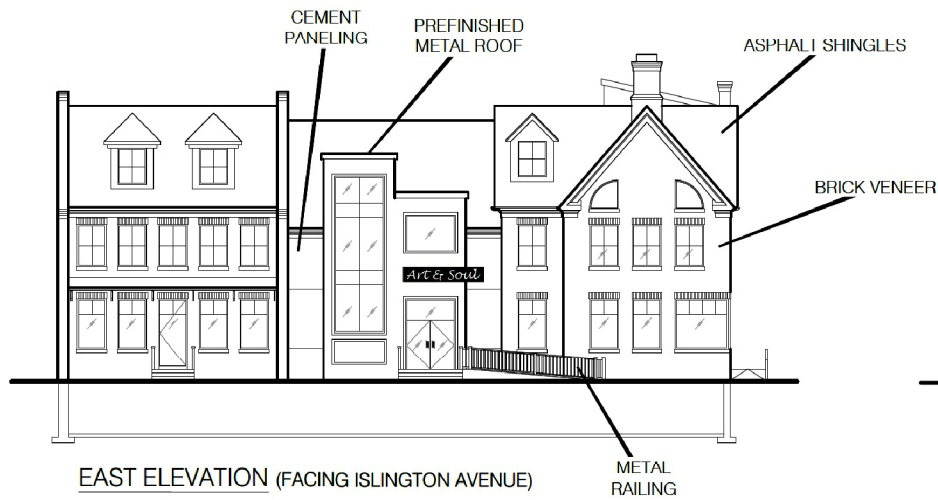 CEMENT
PANELING
PREFINISHED
METAL ROOF
ASPHALT SHINGLES
BRICK VENEER
Art & Soul
METAL
RAILING
EAST ELEVATION (FACING ISLINGTON AVENUE)